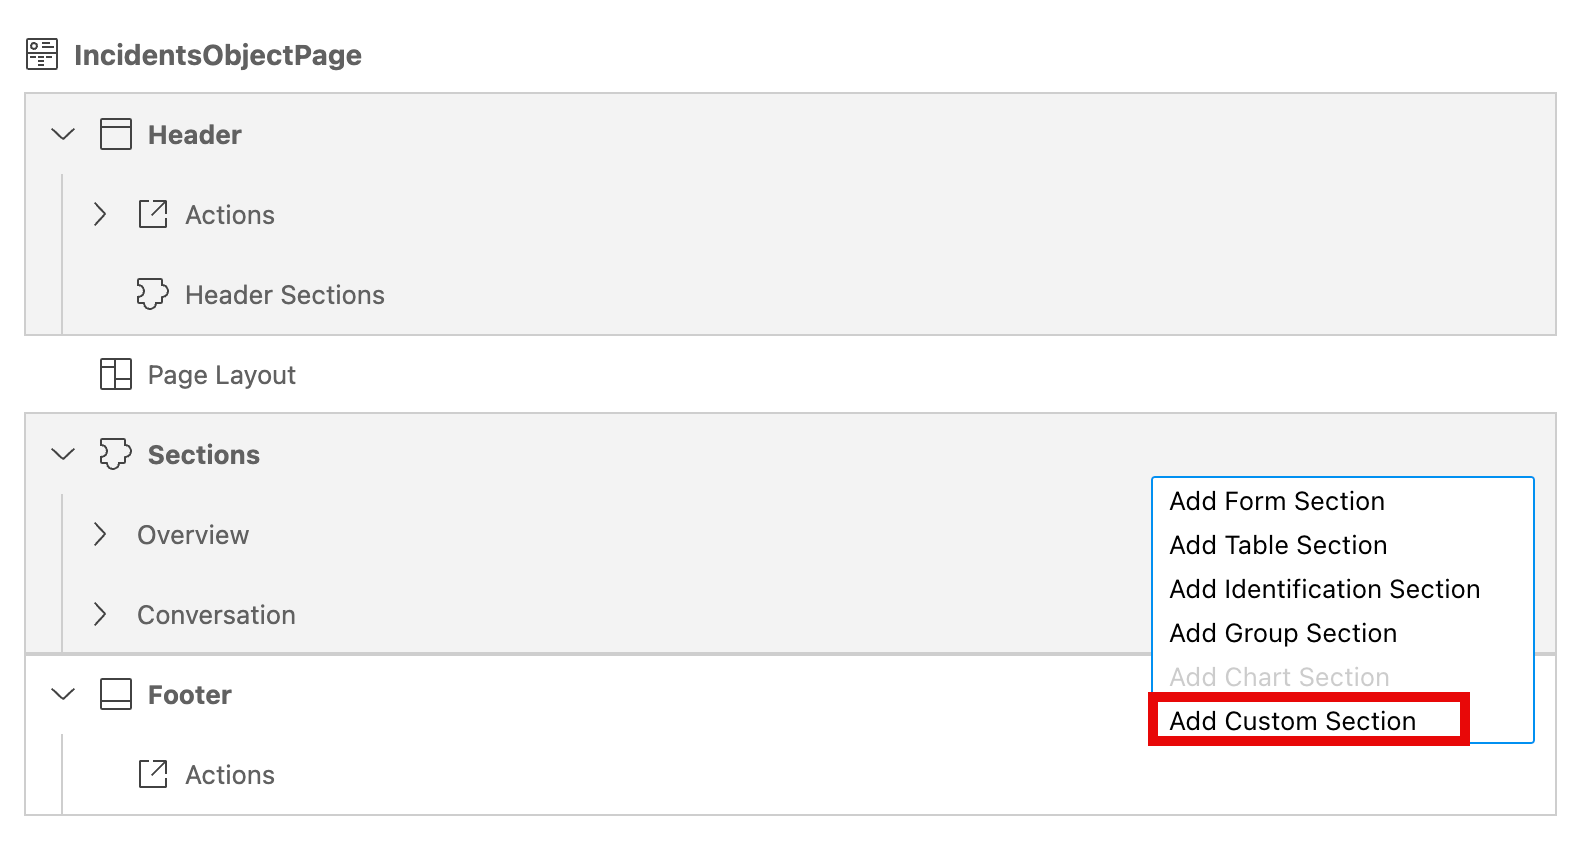 IncidentsObjectPage
Header
Actions
Header Sections
Page Layout
Sections
Overview
Conversation
Add Form Section
Add Table Section
Add Identification Section
Add Group Section
Add Chart Section
Add Custom Section
Footer
Actions